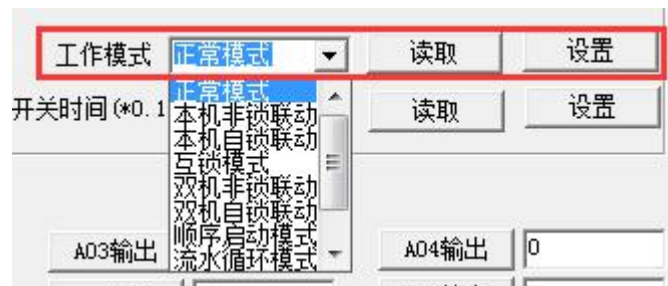 工作模式 正常模式 读取 设置
正常模式
开关时间(*0.1 读取 设置
本机非锁联动
本机自锁联动
互锁模式
双机非锁联动
双机自锁联动
顺序启动模式
流水循环模式
AO3输出 AO4输出 0